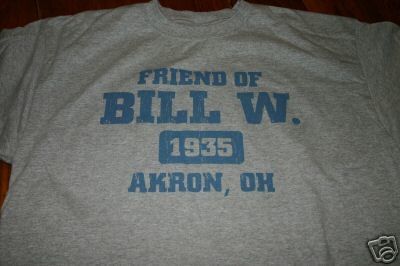 FRIEND OF
BILL W.
1935
AKRON, OH